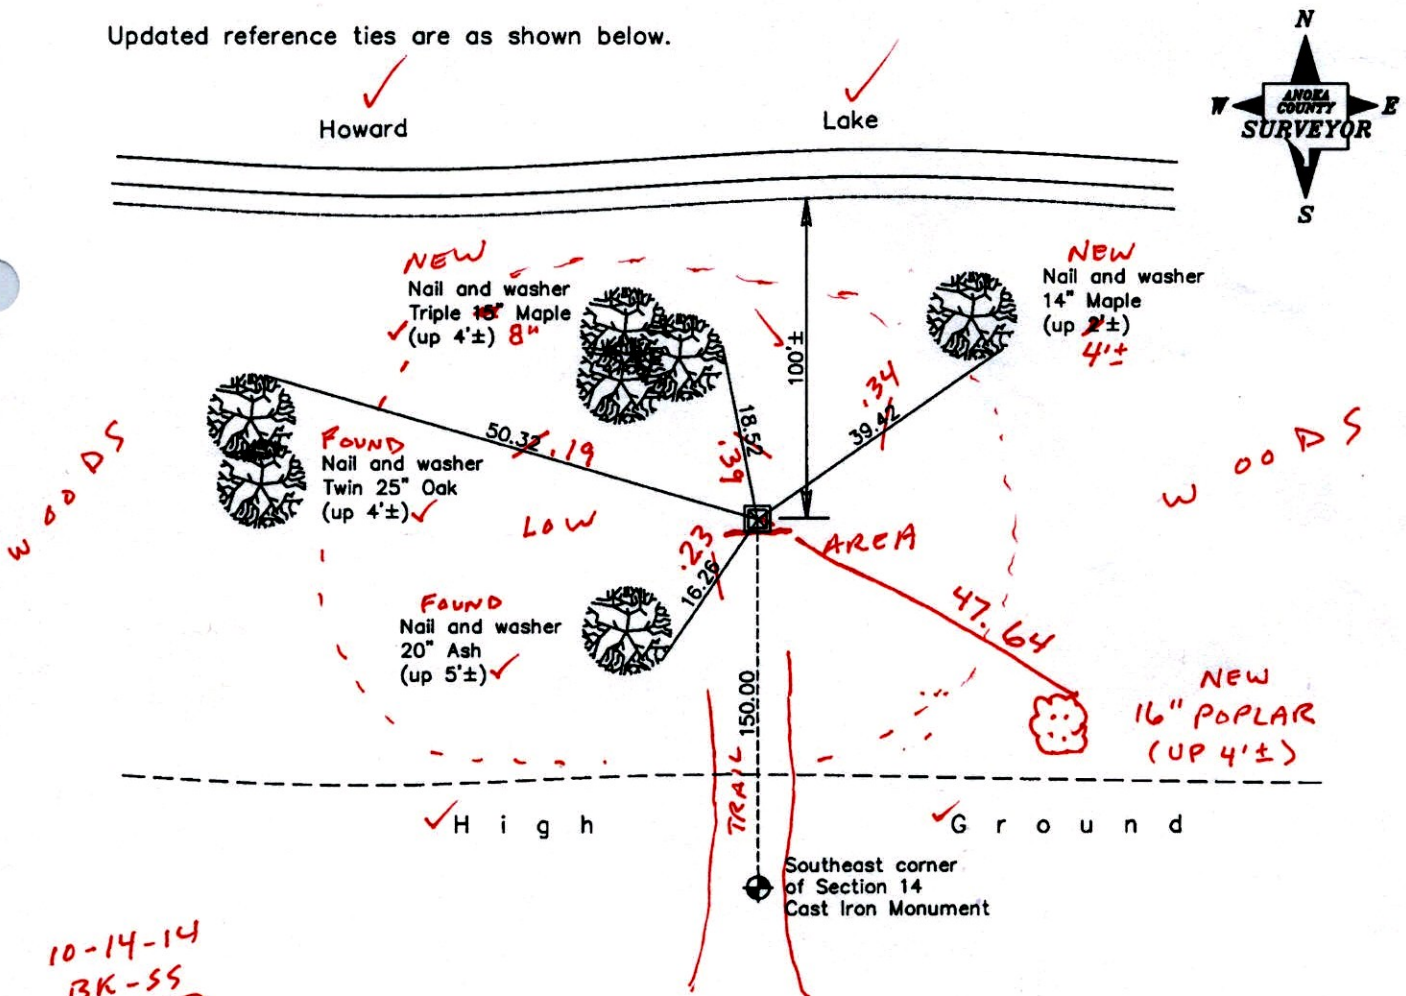 Updated reference ties are as shown below.
N
W
ANOKA
COUNTY
E
SURVEYOR
S
Howard
Lake
NEW
Nail and washer
Triple 15" Maple
(up 4'±) 8"
NEW
Nail and washer
14" Maple
(up 2'±)
4'±
100'±
50.32 .19
18.52
.39
.34
39.42
FOUND
Nail and washer
Twin 25" Oak
(up 4'±)
WOODS
WOODS
LOW
AREA
.23
16.26
47.64
FOUND
Nail and washer
20" Ash
(up 5'±)
NEW
16" POPLAR
(UP 4'±)
150.00
TRAIL
High
Ground
Southeast corner
of Section 14
Cast Iron Monument
10-14-14
BK-SS